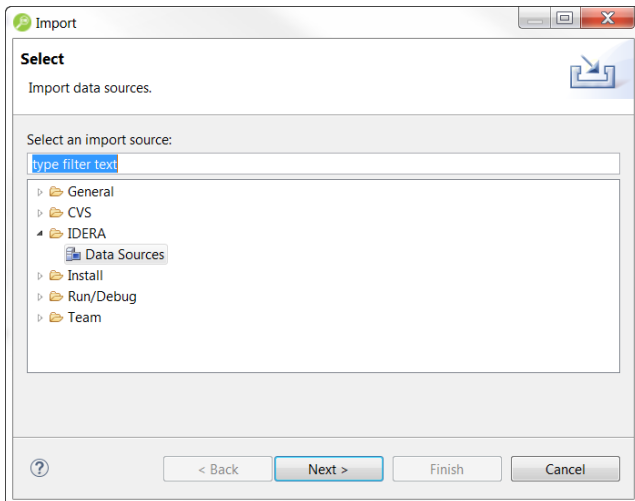 Import
Select
Import data sources.
Select an import source:
type filter text
General
CVS
IDERA
Data Sources
Install
Run/Debug
Team
?
< Back
Next >
Finish
Cancel